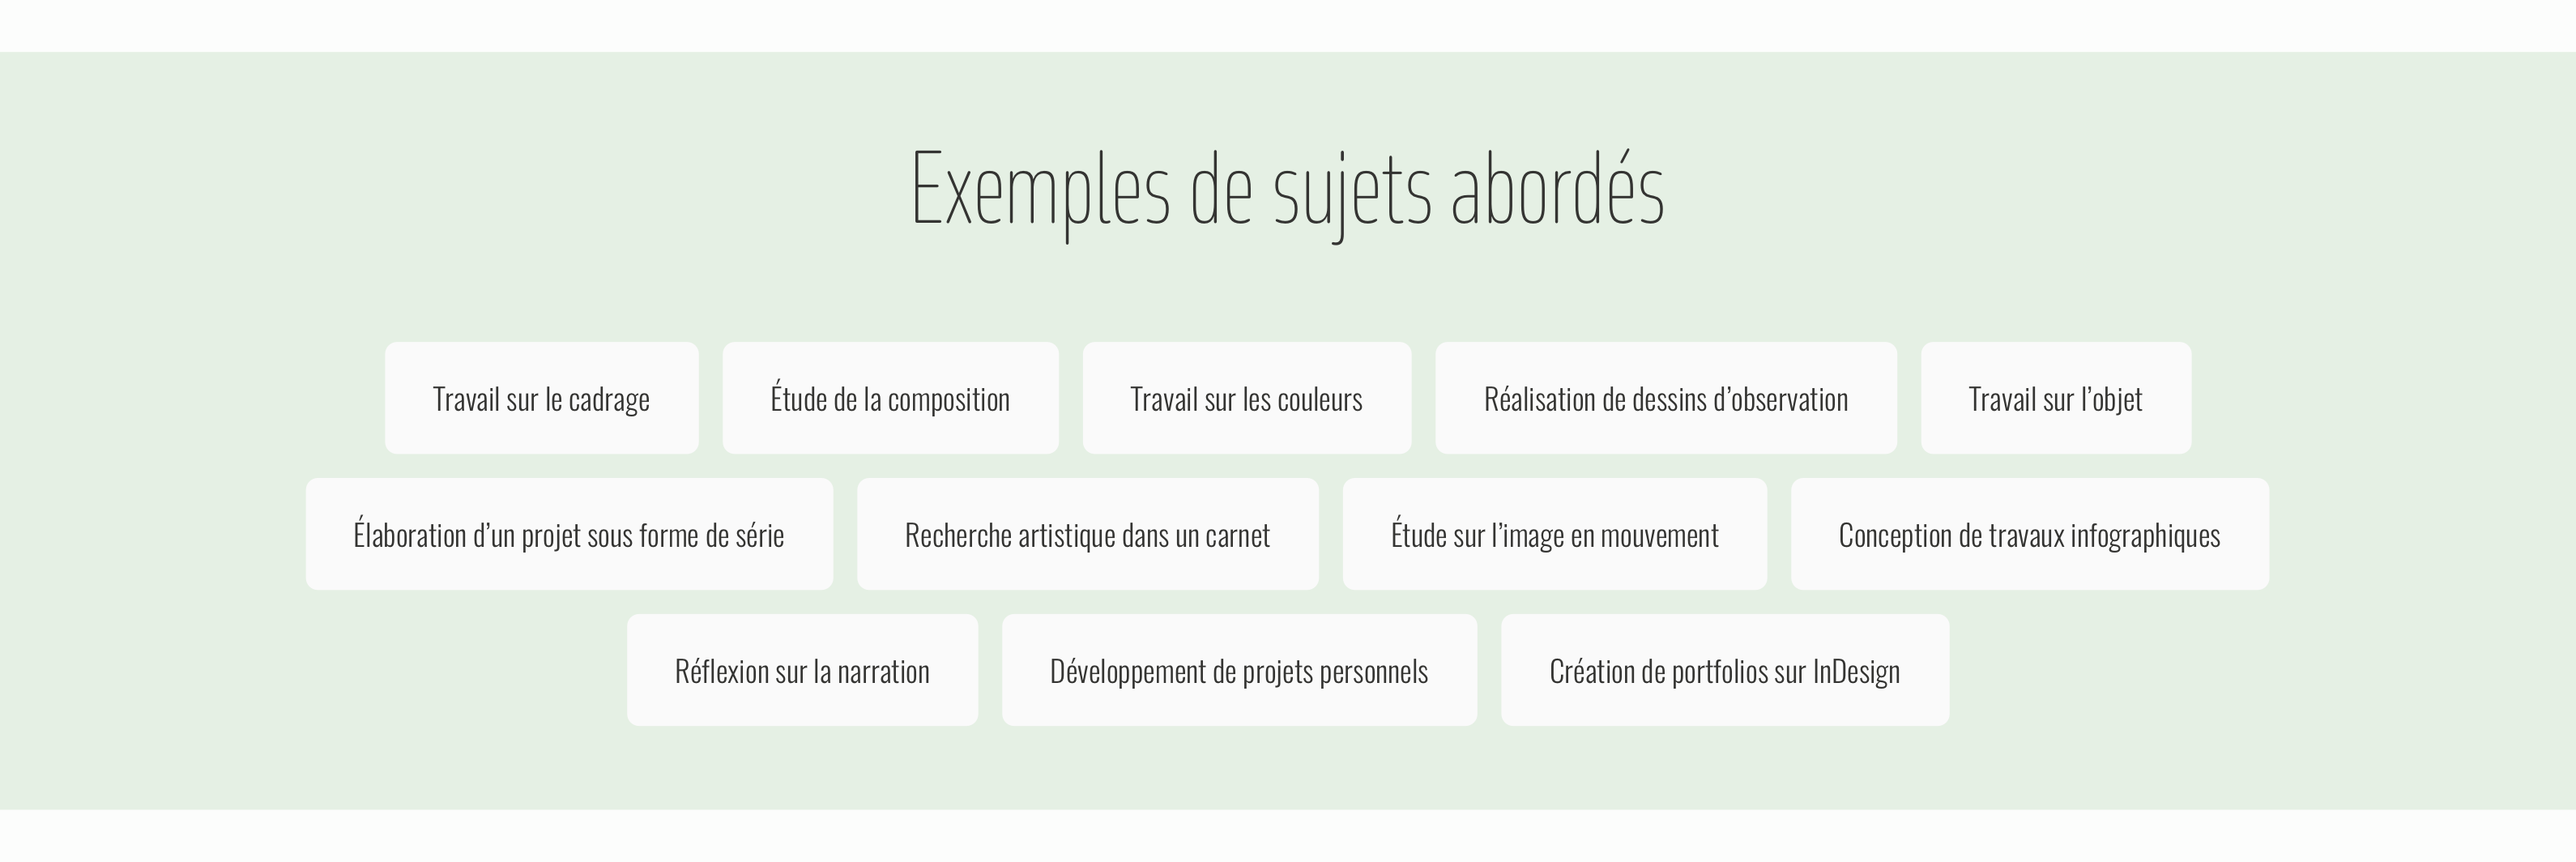 Exemples de sujets abordés
Travail sur le cadrage
Étude de la composition
Travail sur les couleurs
Réalisation de dessins d’observation
Travail sur l’objet
Élaboration d’un projet sous forme de série
Recherche artistique dans un carnet
Étude sur l’image en mouvement
Conception de travaux infographiques
Réflexion sur la narration
Développement de projets personnels
Création de portfolios sur InDesign